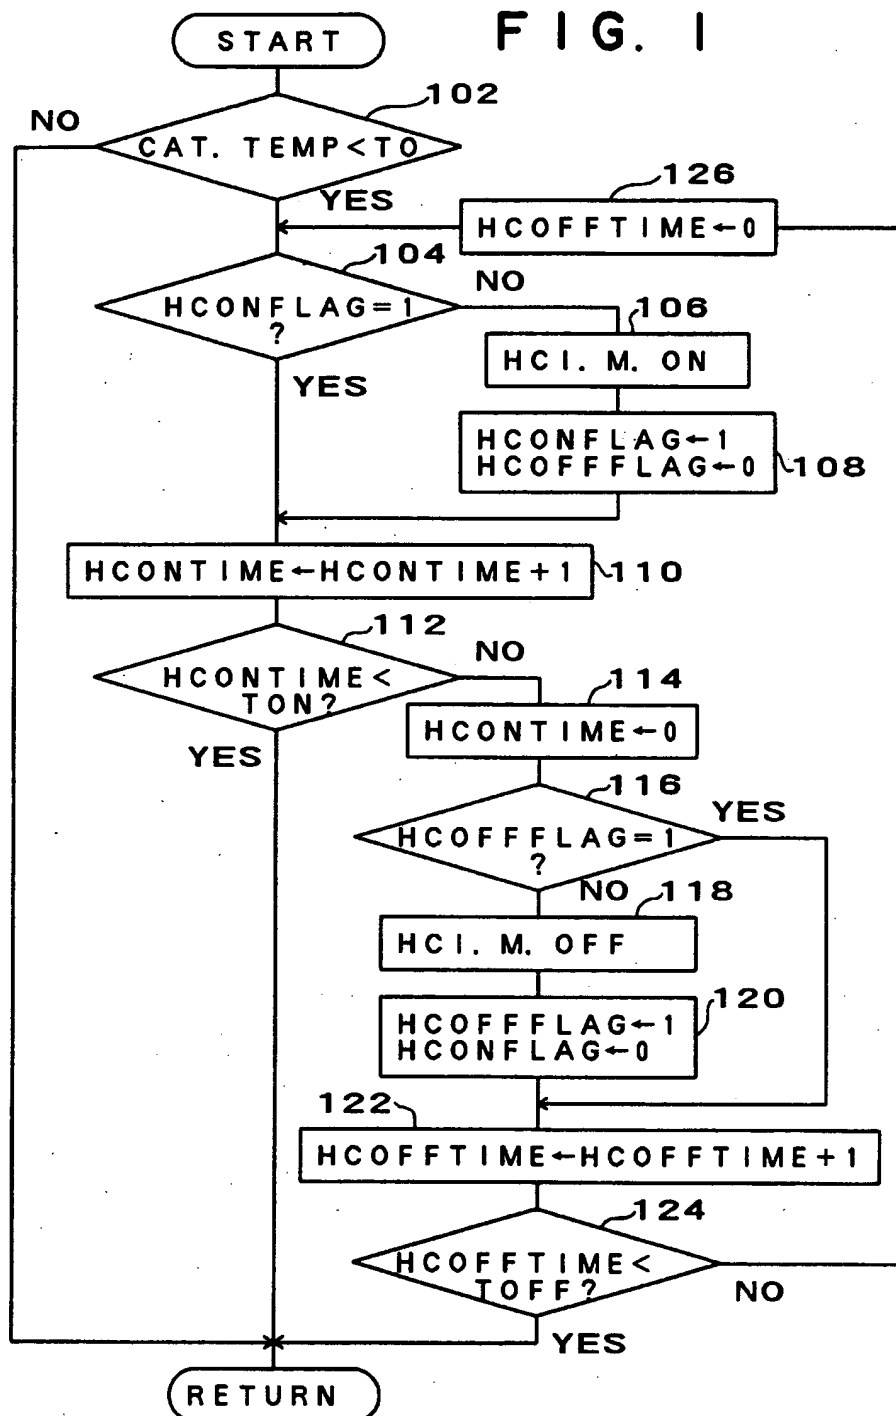 FIG. 1
START
102
NO
CAT. TEMP<TO
YES
126
HCOFFTIME←0
104
HCONFLAG=1
?
NO
106
HCI. M. ON
YES
HCONFLAG←1
HCOFFFLAG←0
108
HCONTIME←HCONTIME+1
110
112
HCONTIME<
TON?
NO
114
HCONTIME←0
YES
116
HCOFFFLAG=1
?
YES
NO
118
HCI. M. OFF
120
HCOFFFLAG←1
HCONFLAG←0
122
HCOFFTIME←HCOFFTIME+1
124
HCOFFTIME<
TOFF?
NO
YES
RETURN